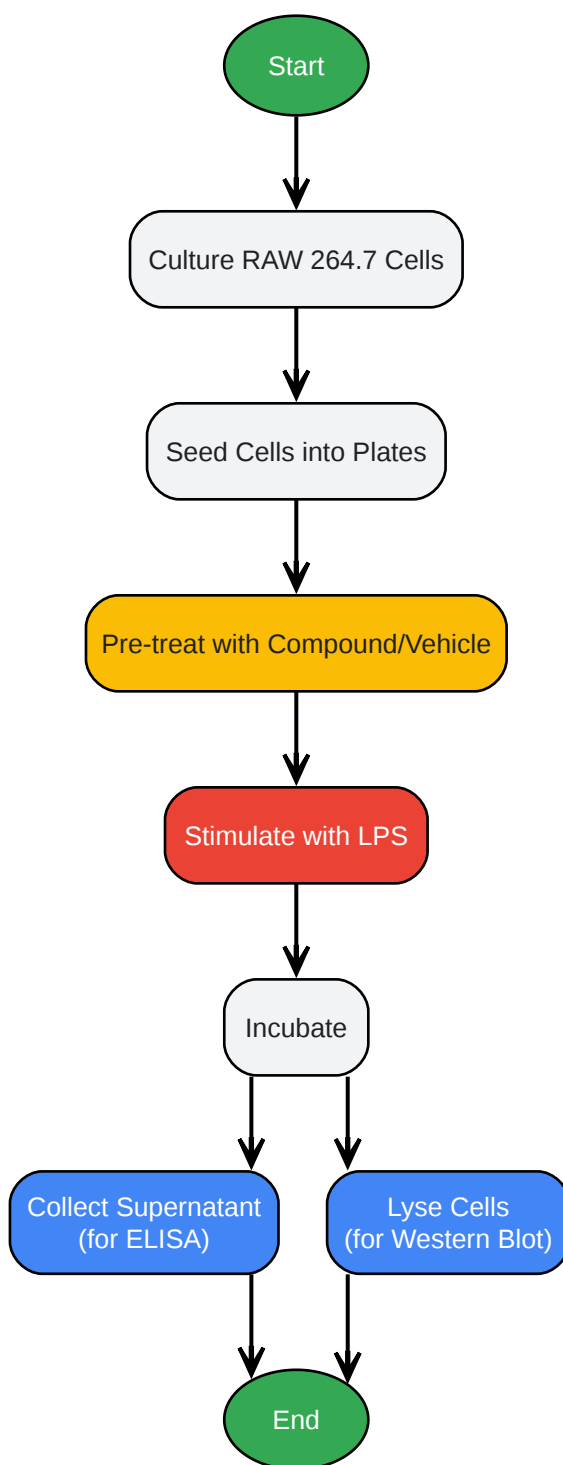 Start
Culture RAW 264.7 Cells
Seed Cells into Plates
Pre-treat with Compound/Vehicle
Stimulate with LPS
Incubate
Collect Supernatant
(for ELISA)
Lyse Cells
(for Western Blot)
End